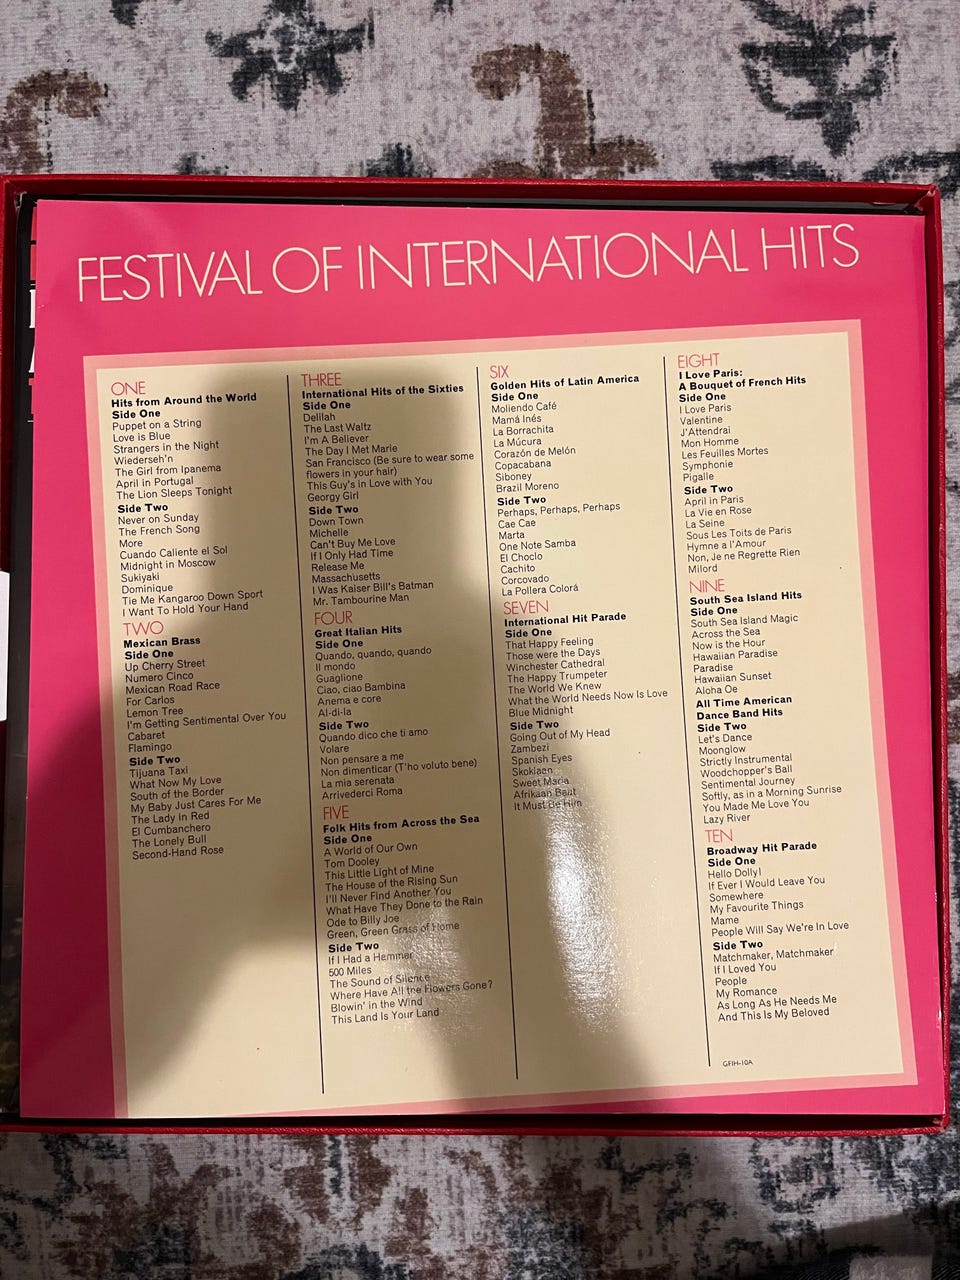 FESTIVAL OF INTERNATIONAL HITS
ONE
Hits from Around the World
Side One
Puppet on a String
Love is Blue
Strangers in the Night
Wiederseh'n
The Girl from Ipanema
April in Portugal
The Lion Sleeps Tonight
Side Two
Never on Sunday
The French Song
More
Cuando Caliente el Sol
Midnight in Moscow
Sukiyaki
Dominique
Tie Me Kangaroo Down Sport
I Want To Hold Your Hand
TWO
Mexican Brass
Side One
Up Cherry Street
Numero Cinco
Mexican Road Race
For Carlos
Lemon Tree
I'm Getting Sentimental Over You
Cabaret
Flamingo
Side Two
Tijuana Taxi
What Now My Love
South of the Border
My Baby Just Cares For Me
The Lady in Red
El Cumbanchero
The Lonely Bull
Second-Hand Rose
THREE
International Hits of the Sixties
Side One
Delilah
The Last Waltz
I'm A Believer
The Day I Met Marie
San Francisco (Be sure to wear some
flowers in your hair)
This Guy's in Love with You
Georgy Girl
Side Two
Down Town
Michelle
Can't Buy Me Love
If I Only Had Time
Release Me
Massachusetts
I Was Kaiser Bill's Batman
Mr. Tambourine Man
FOUR
Great Italian Hits
Side One
Quando, quando, quando
Il mondo
Guaglione
Ciao, ciao Bambina
Anema e core
Al-di-la
Side Two
Quando dico che ti amo
Volare
Non pensare a me
Non dimenticar (T'ho voluto bene)
La mia serenata
Arrivederci Roma
FIVE
Folk Hits from Across the Sea
Side One
A World of Our Own
Tom Dooley
This Little Light of Mine
The House of the Rising Sun
I'll Never Find Another You
What Have They Done to the Rain
Ode to Billy Joe
Green, Green Grass of Home
Side Two
If I Had a Hammer
500 Miles
The Sound of Silence
Where Have All the Flowers Gone?
Blowin' in the Wind
This Land Is Your Land
SIX
Golden Hits of Latin America
Side One
Moliendo Café
Mamá Inés
La Borrachita
La Múcura
Corazón de Melón
Copacabana
Siboney
Brazil Moreno
Side Two
Perhaps, Perhaps, Perhaps
Cae Cae
Marta
One Note Samba
El Choclo
Cachito
Corcovado
La Pollera Colorá
SEVEN
International Hit Parade
Side One
That Happy Feeling
Those were the Days
Winchester Cathedral
The Happy Trumpeter
The World We Knew
What the World Needs Now Is Love
Blue Midnight
Side Two
Going Out of My Head
Zambezi
Spanish Eyes
Skokiaan
Sweet Maria
Afrikaan Beat
It Must Be Him
EIGHT
I Love Paris:
A Bouquet of French Hits
Side One
I Love Paris
Valentine
J'Attendrai
Mon Homme
Les Feuilles Mortes
Symphonie
Pigalle
Side Two
April in Paris
La Vie en Rose
La Seine
Sous Les Toits de Paris
Hymne a l'Amour
Non, Je ne Regrette Rien
Milord
NINE
South Sea Island Hits
Side One
South Sea Island Magic
Across the Sea
Now is the Hour
Hawaiian Paradise
Paradise
Hawaiian Sunset
Aloha Oe
All Time American
Dance Band Hits
Side Two
Let's Dance
Moonglow
Strictly Instrumental
Woodchopper's Ball
Sentimental Journey
Softly, as in a Morning Sunrise
You Made Me Love You
Lazy River
TEN
Broadway Hit Parade
Side One
Hello Dolly!
If Ever I Would Leave You
Somewhere
My Favourite Things
Mame
People Will Say We're In Love
Side Two
Matchmaker, Matchmaker
If I Loved You
People
My Romance
As Long As He Needs Me
And This Is My Beloved
GFIH-10A